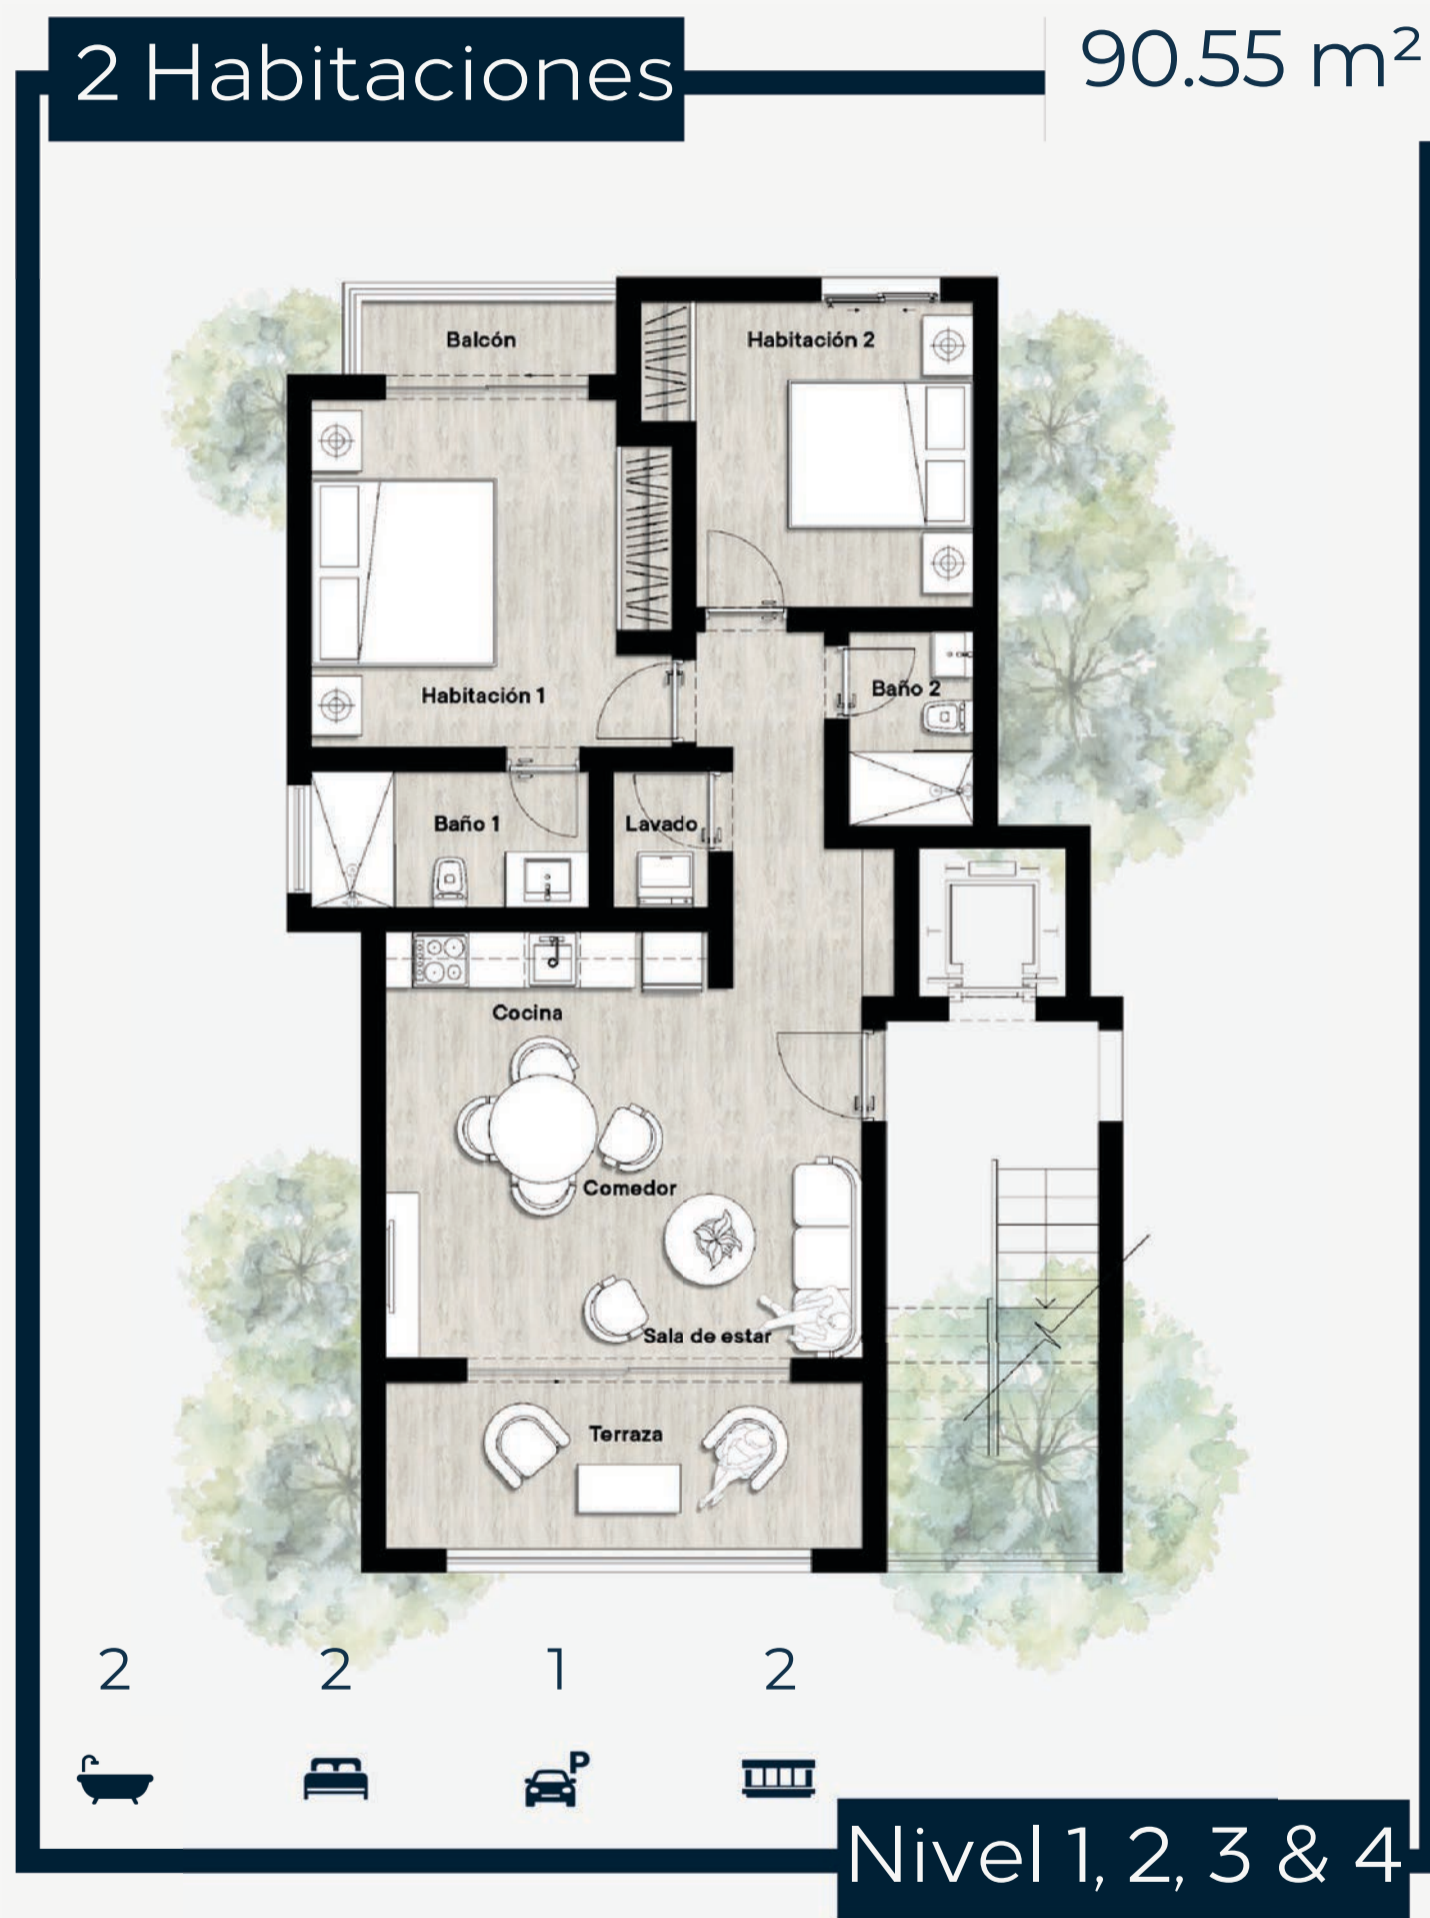 2 Habitaciones
90.55 m²
Balcón
Habitación 2
Habitación 1
Baño 2
Baño 1
Lavado
Cocina
Comedor
Sala de estar
Terraza
2 2 1 2
P
Nivel 1, 2, 3 & 4